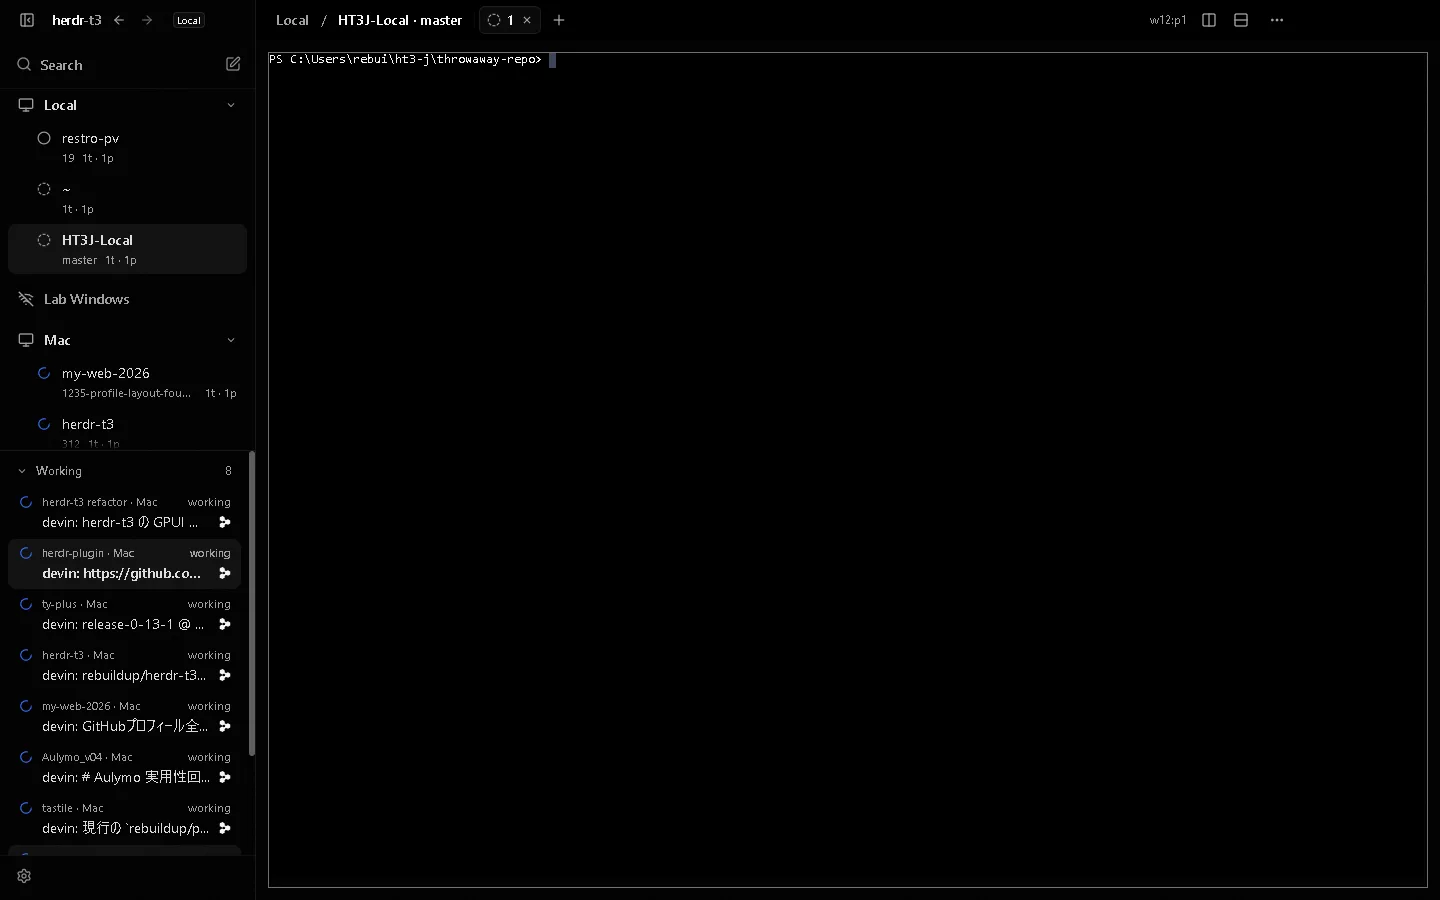 herdr-t3
Local
Local / HT3J-Local · master
1
w12:p1
Search
PS C:\Users\rebui\ht3-j\throwaway-repo>
Local
restro-pv
19 1t · 1p
~
1t · 1p
HT3J-Local
master 1t · 1p
Lab Windows
Mac
my-web-2026
1235-profile-layout-fou... 1t · 1p
herdr-t3
312 1t · 1p
Working 8
herdr-t3 refactor · Mac working
devin: herdr-t3 の GPUI ...
herdr-plugin · Mac working
devin: https://github.co...
ty-plus · Mac working
devin: release-0-13-1 @ ...
herdr-t3 · Mac working
devin: rebuildup/herdr-t3...
my-web-2026 · Mac working
devin: GitHubプロフィール全...
Aulymo_v04 · Mac working
devin: # Aulymo 実用性回...
tastile · Mac working
devin: 現行の `rebuildup/p...